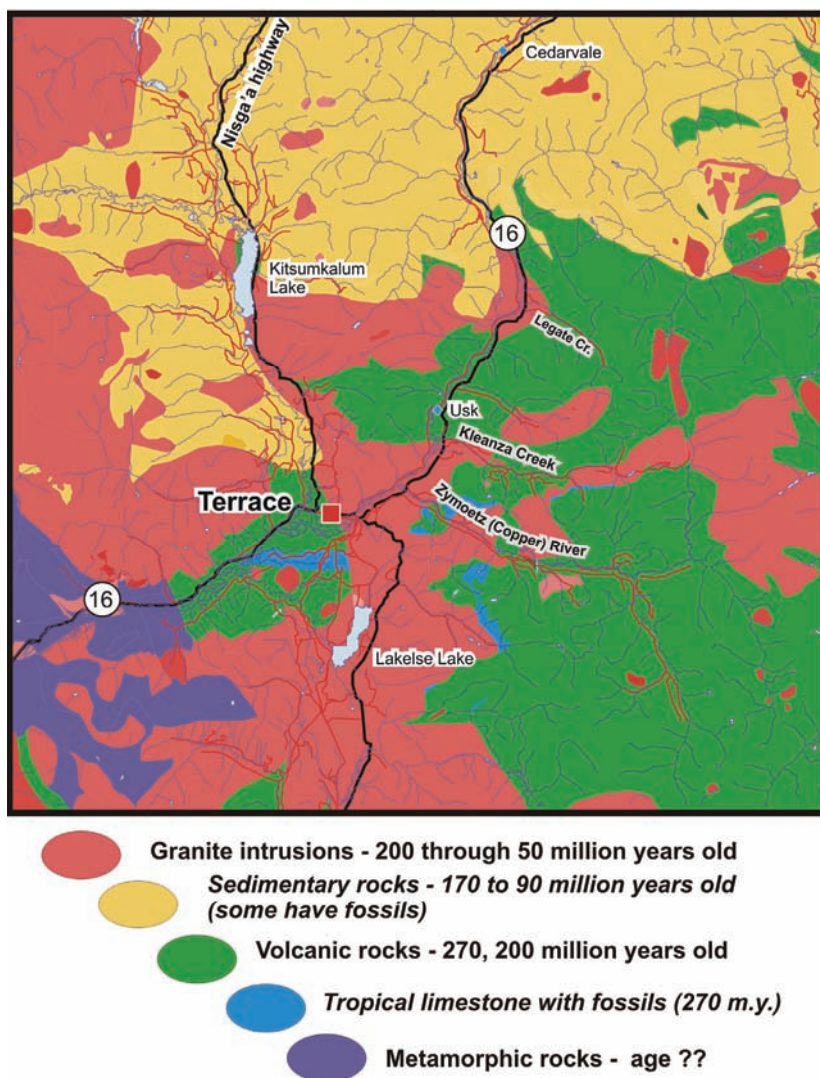 Nisga'a highway
Cedarvale
16
Kitsumkalum
Lake
Legate Cr.
Usk
Kleanza Creek
Terrace
Zymoetz (Copper) River
16
Lakelse Lake
Granite intrusions - 200 through 50 million years old
Sedimentary rocks - 170 to 90 million years old
(some have fossils)
Volcanic rocks - 270, 200 million years old
Tropical limestone with fossils (270 m.y.)
Metamorphic rocks - age ??